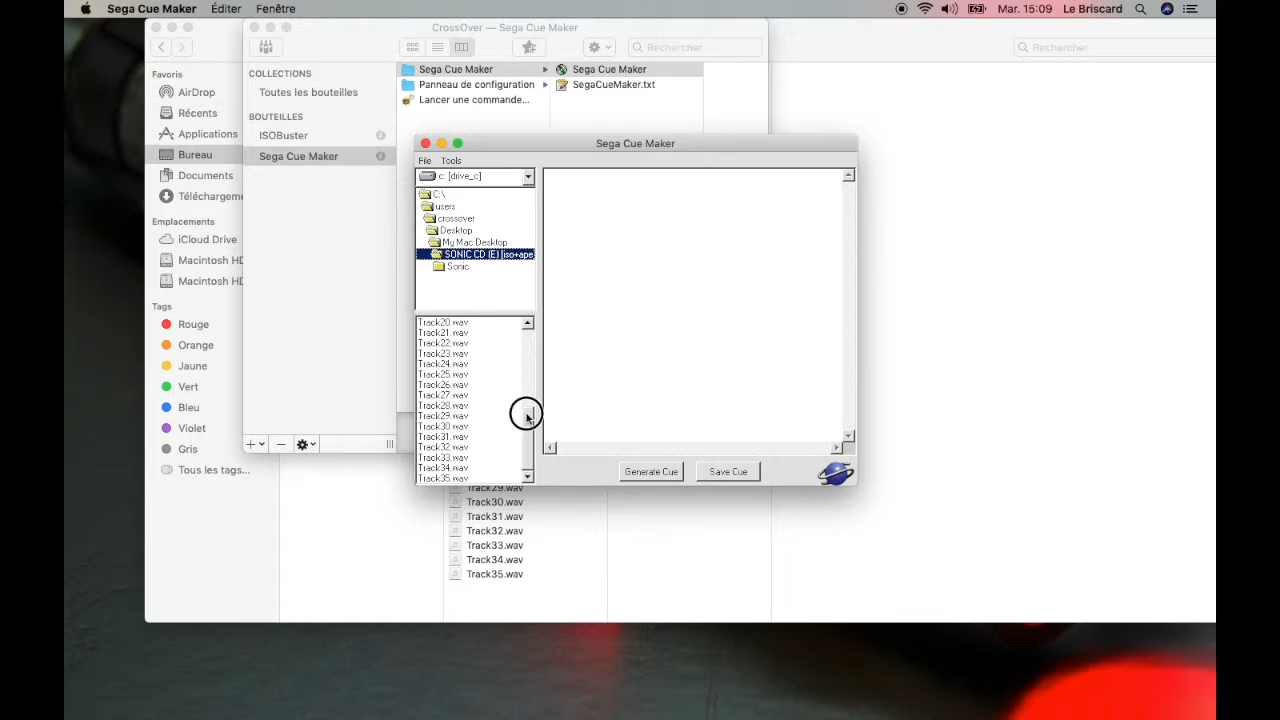 Sega Cue Maker Éditer Fenêtre Mar. 15:09 Le Briscard
CrossOver — Sega Cue Maker
Rechercher Rechercher
Favoris
AirDrop
Récents
Applications
Bureau
Documents
Téléchargeme
Emplacements
iCloud Drive
Macintosh HD
Macintosh HD
Tags
Rouge
Orange
Jaune
Vert
Bleu
Violet
Gris
Tous les tags...
COLLECTIONS
Toutes les bouteilles
BOUTEILLES
ISOBuster
Sega Cue Maker
Sega Cue Maker
Panneau de configuration
Lancer une commande...
Sega Cue Maker
SegaCueMaker.txt
Sega Cue Maker
File Tools
c: [drive_c]
C:\
users
crossover
Desktop
My Mac Desktop
SONIC CD (E) [iso+ape
Sonic
Track20.wav
Track21.wav
Track22.wav
Track23.wav
Track24.wav
Track25.wav
Track26.wav
Track27.wav
Track28.wav
Track29.wav
Track30.wav
Track31.wav
Track32.wav
Track33.wav
Track34.wav
Track35.wav
Generate Cue Save Cue
Track29.wav
Track30.wav
Track31.wav
Track32.wav
Track33.wav
Track34.wav
Track35.wav